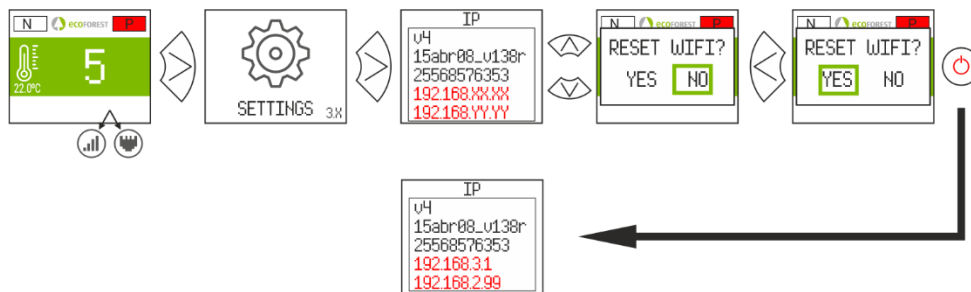 N ecoFOREST P
5
22.0ºC
SETTINGS 3.X
IP
v4
15abr08_v138r
25568576353
192.168.XX.XX
192.168.YY.YY
N ecoFOREST P
RESET WIFI?
YES NO
N ecoFOREST P
RESET WIFI?
YES NO
IP
v4
15abr08_v138r
25568576353
192.168.3.1
192.168.2.99